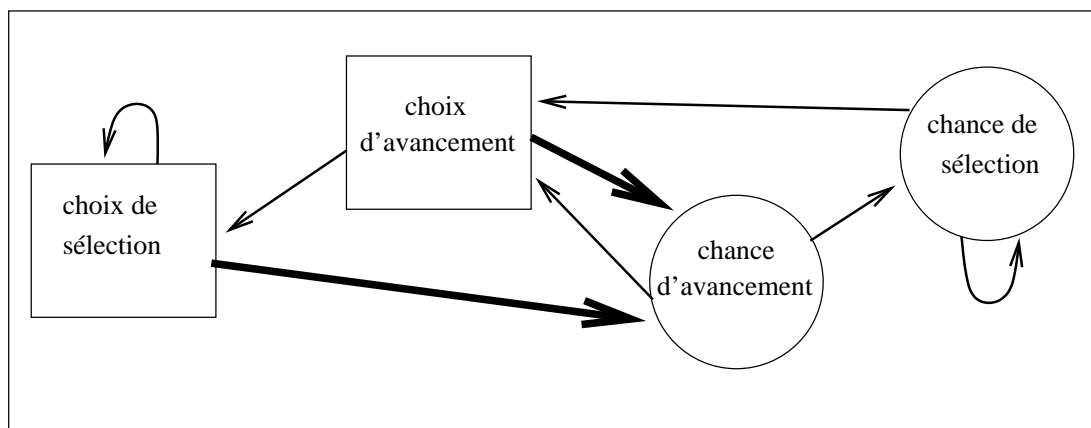 choix de
sélection
choix
d'avancement
chance
d'avancement
chance de
sélection